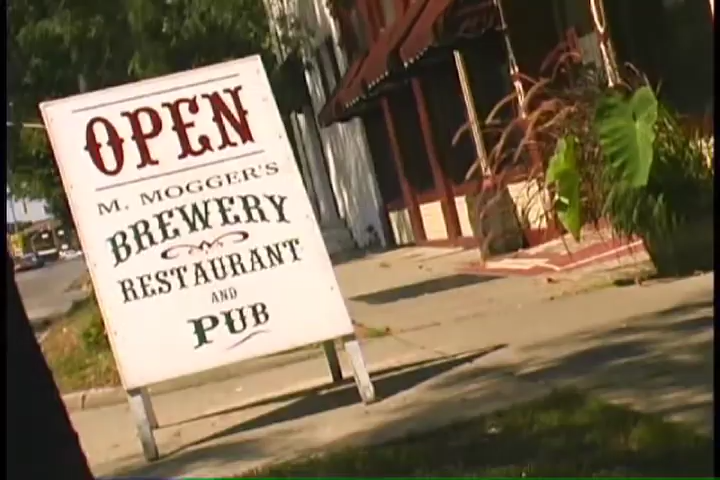 OPEN
M. MOGGER'S
BREWERY
RESTAURANT
AND
PUB